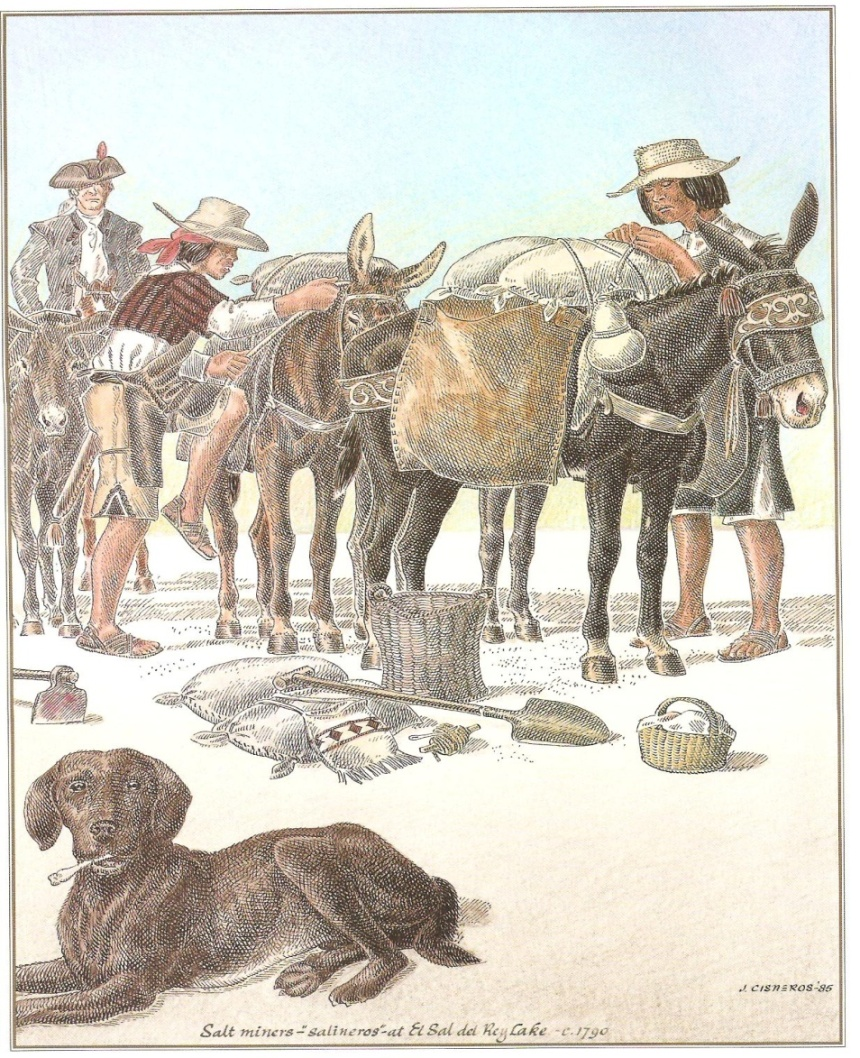 J. CISNEROS-'85
Salt miners-"salineros"-at El Sal del Rey Lake -c.1790